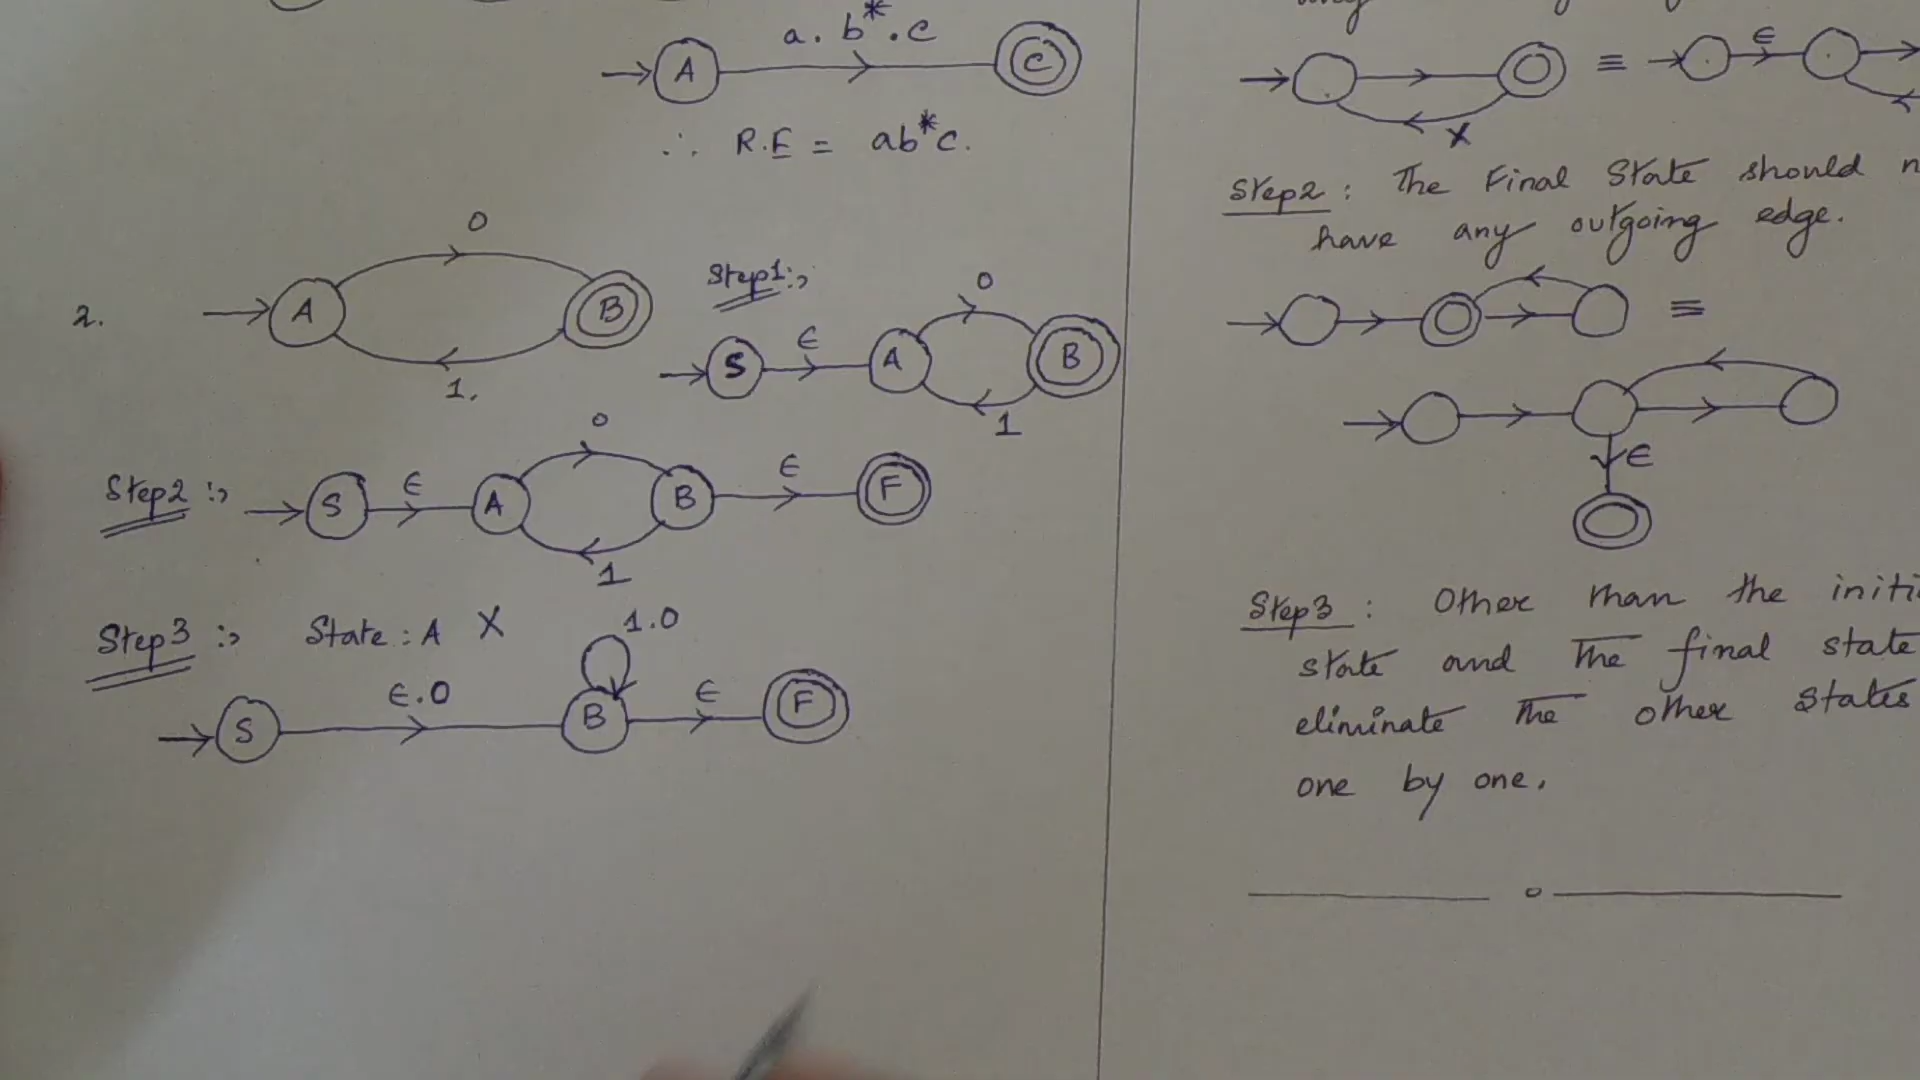 a.b*.c
A
C
∴ R.E = ab*c.
2.
0
A
B
1.
Step1:
0
S
ϵ
A
B
1
Step2 :
S
ϵ
A
0
B
1
ϵ
F
Step3 : State : A X
1.0
S
ϵ.0
B
ϵ
F
any
≡
ϵ
X
Step2 : The Final State should
have any outgoing edge.
≡
ϵ
Step3 : Other than the
state and The final state
eliminate The other states
one by one.